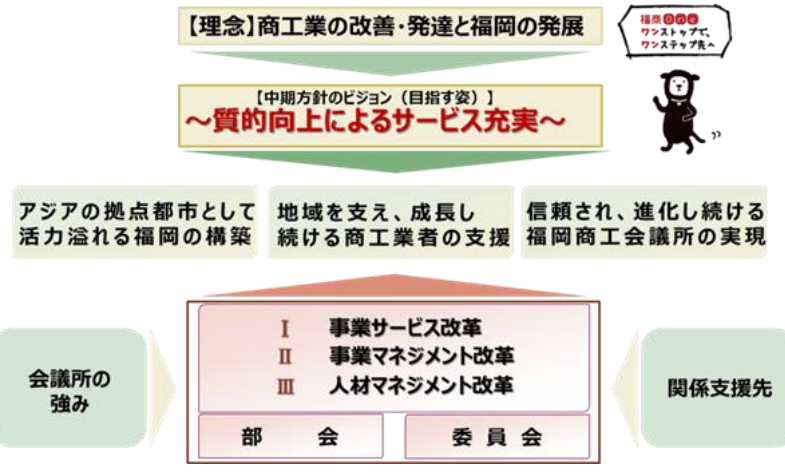 【理念】商工業の改善・発達と福岡の発展
福商One
ワンストップで、
ワンステップ先へ
【中期方針のビジョン（目指す姿）】
～質的向上によるサービス充実～
アジアの拠点都市として
活力溢れる福岡の構築
地域を支え、成長し
続ける商工業者の支援
信頼され、進化し続ける
福岡商工会議所の実現
Ⅰ 事業サービス改革
Ⅱ 事業マネジメント改革
Ⅲ 人材マネジメント改革
会議所の
強み
関係支援先
部 会
委 員 会